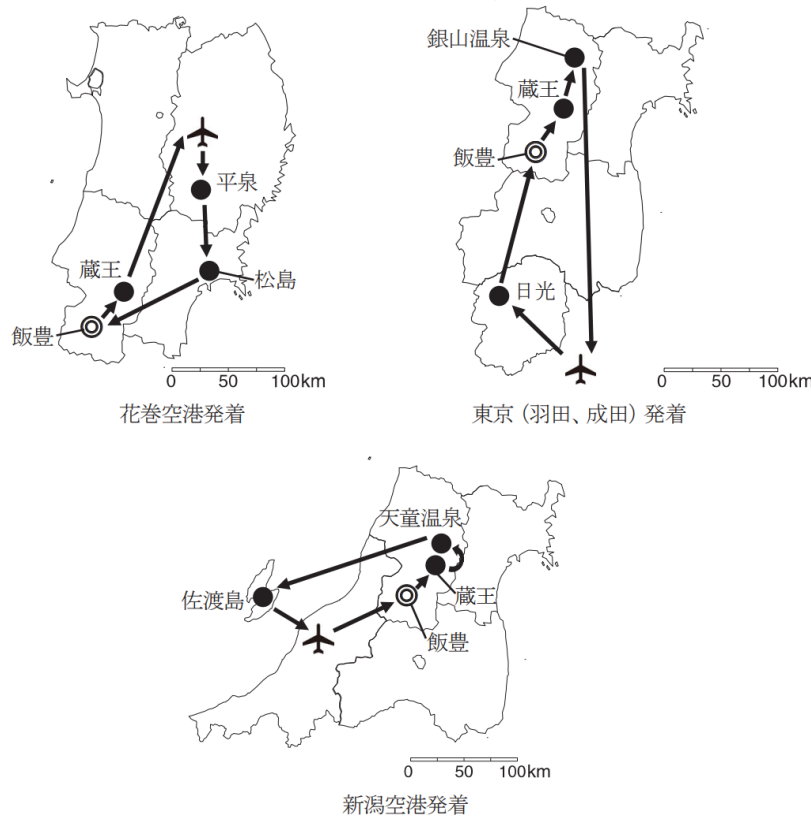 平泉
蔵王
松島
飯豊
0 50 100km
花巻空港発着
銀山温泉
蔵王
飯豊
日光
0 50 100km
東京(羽田、成田)発着
天童温泉
佐渡島
蔵王
飯豊
0 50 100km
新潟空港発着